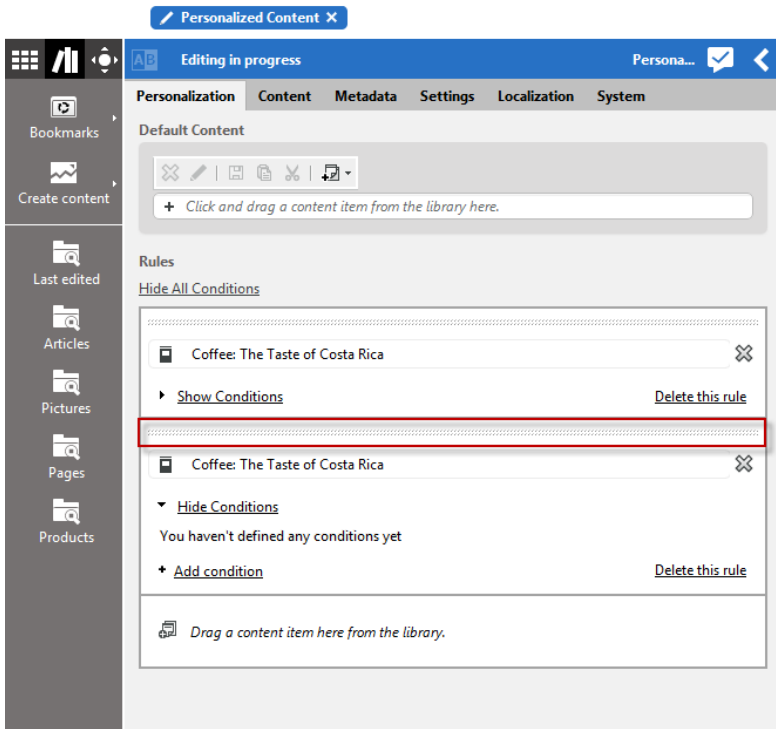 Personalized Content
AB Editing in progress Persona...
Personalization Content Metadata Settings Localization System
Bookmarks
Create content
Last edited
Articles
Pictures
Pages
Products
Default Content
+ Click and drag a content item from the library here.
Rules
Hide All Conditions
Coffee: The Taste of Costa Rica
Show Conditions Delete this rule
Coffee: The Taste of Costa Rica
Hide Conditions
You haven't defined any conditions yet
+ Add condition Delete this rule
Drag a content item here from the library.